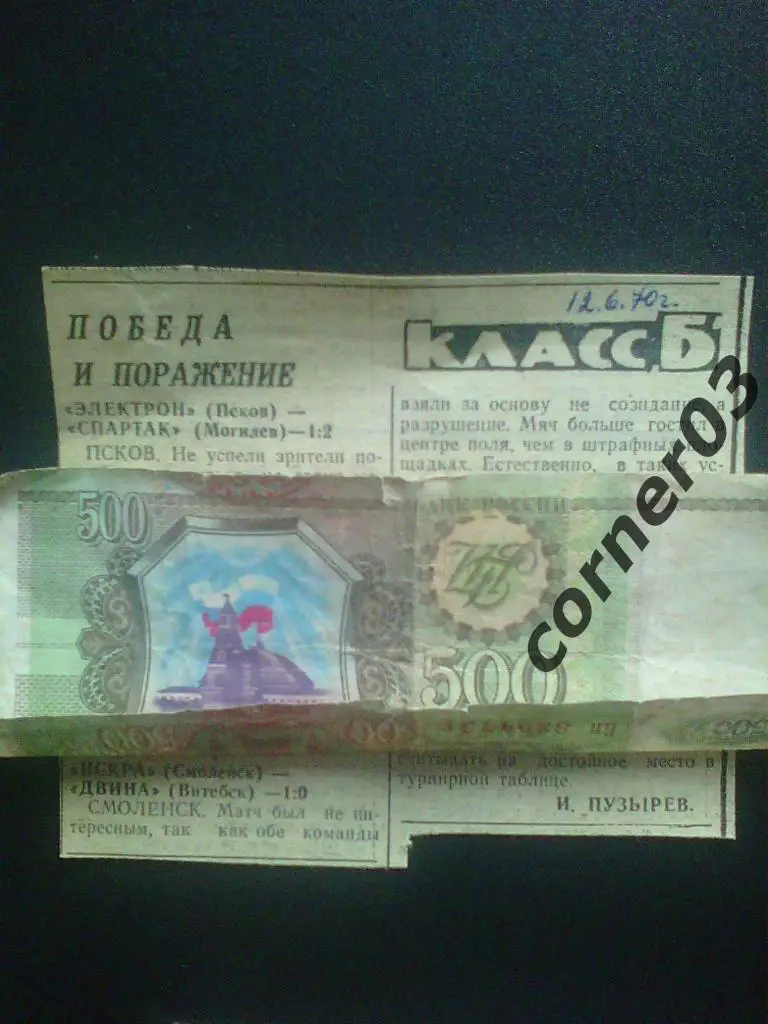 12.6.70г.
ПОБЕДА
И ПОРАЖЕНИЕ
«ЭЛЕКТРОН» (Псков) —
«СПАРТАК» (Могилев)—1:2
ПСКОВ. Не успели зрители по-
КЛАСС „Б“
взяли за основу не созидание, а
разрушение. Мяч больше гостил в
центре поля, чем в штрафных
щадках. Естественно, в таких ус-
500
БАНК РОССИИ
500
«ИСКРА» (Смоленск) —
«ДВИНА» (Витебск) —1:0
СМОЛЕНСК. Матч был не ин-
тересным, так как обе команды
считывать на достойное место в
турнирной таблице.
И. ПУЗЫРЕВ.
corner03